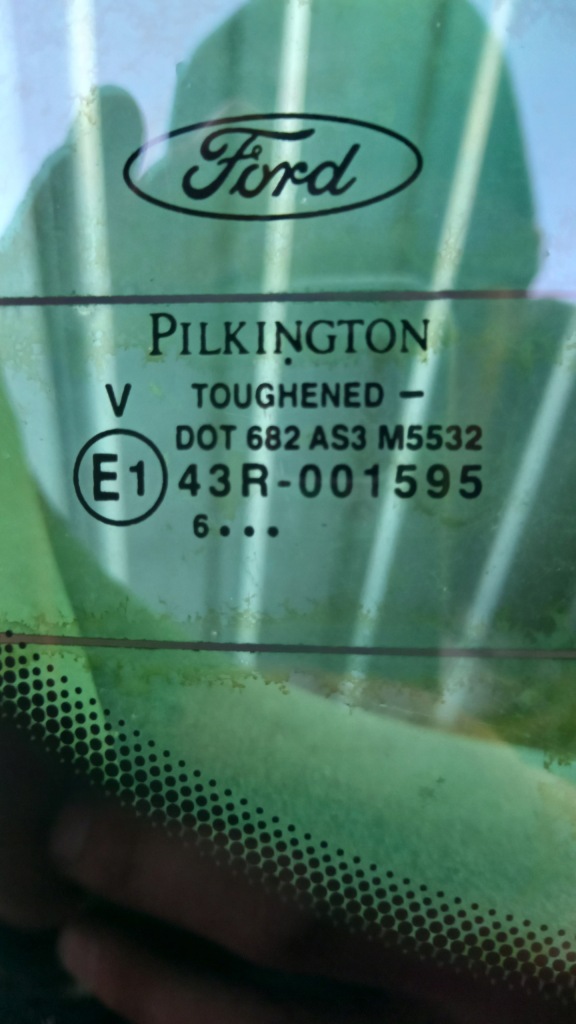 Ford
PILKINGTON
V TOUGHENED –
DOT 682 AS3 M5532
E1 43R-001595
6...